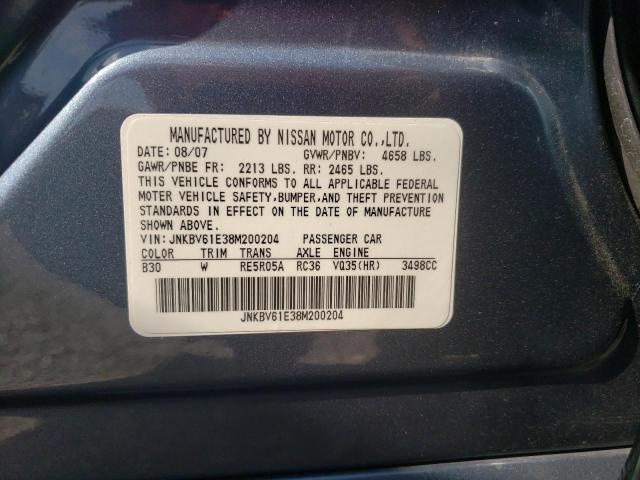 MANUFACTURED BY NISSAN MOTOR CO.,LTD.
DATE: 08/07 GVWR/PNBV: 4658 LBS.
GAWR/PNBE FR: 2213 LBS. RR: 2465 LBS.
THIS VEHICLE CONFORMS TO ALL APPLICABLE FEDERAL
MOTOR VEHICLE SAFETY,BUMPER,AND THEFT PREVENTION
STANDARDS IN EFFECT ON THE DATE OF MANUFACTURE
SHOWN ABOVE.
VIN: JNKBV61E38M200204 PASSENGER CAR
COLOR TRIM TRANS AXLE ENGINE
B30 W RE5R05A RC36 VQ35(HR) 3498CC
JNKBV61E38M200204